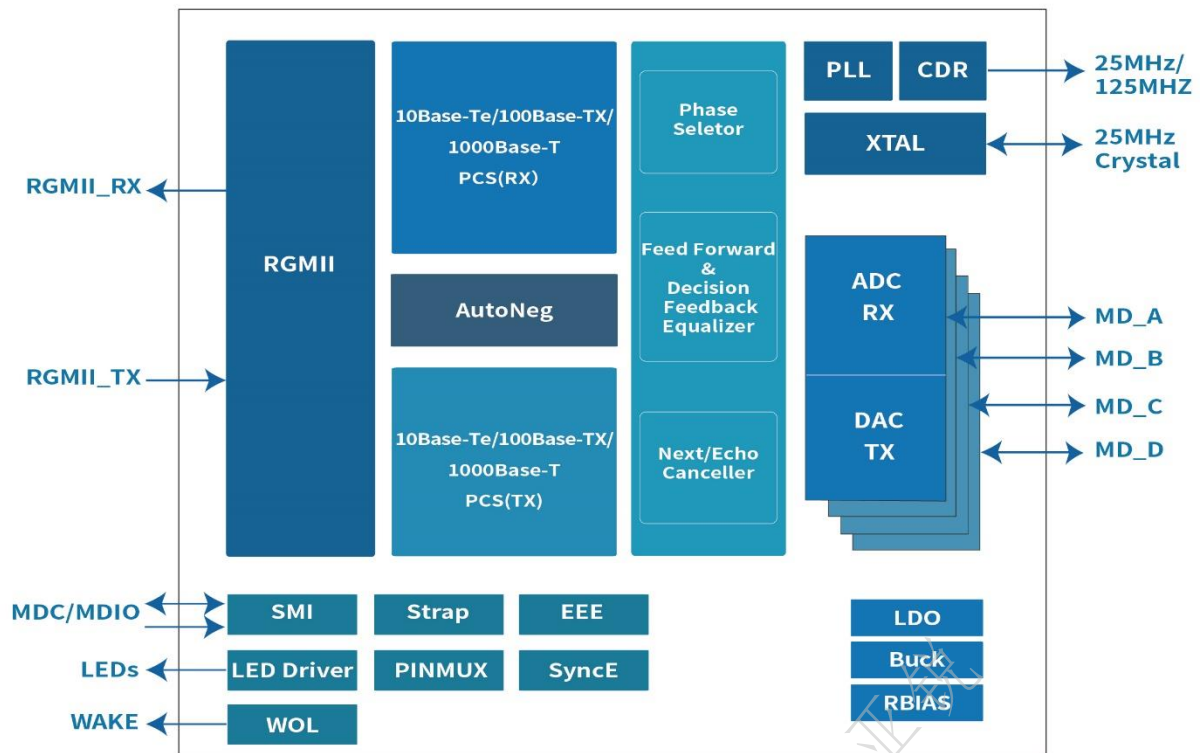 RGMII_RX
RGMII_TX
RGMII
10Base-Te/100Base-TX/
1000Base-T
PCS(RX)
AutoNeg
10Base-Te/100Base-TX/
1000Base-T
PCS(TX)
Phase
Seletor
Feed Forward
&
Decision
Feedback
Equalizer
Next/Echo
Canceller
PLL
CDR
25MHz/
125MHZ
XTAL
25MHz
Crystal
ADC
RX
DAC
TX
MD_A
MD_B
MD_C
MD_D
MDC/MDIO
SMI
Strap
EEE
LEDs
LED Driver
PINMUX
SyncE
WAKE
WOL
LDO
Buck
RBIAS
亚锐